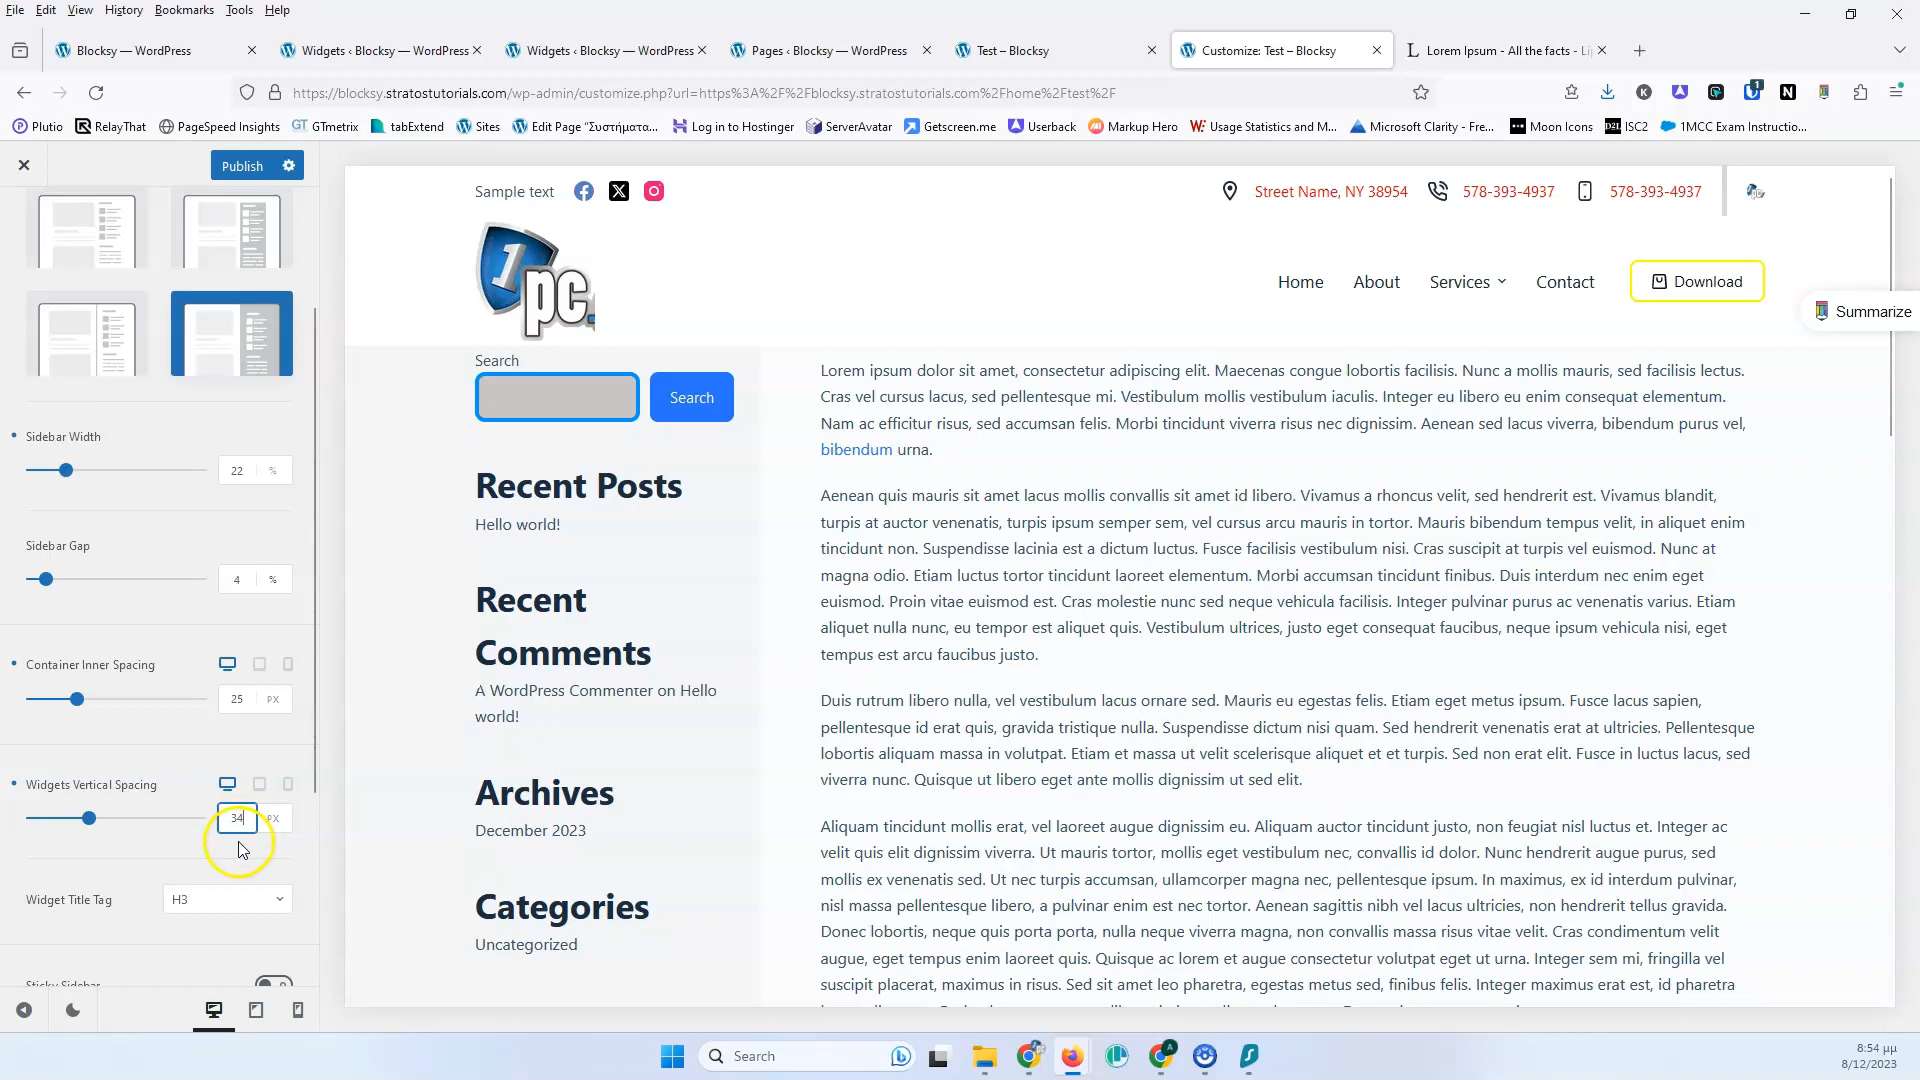 File Edit View History Bookmarks Tools Help
Blocksy — WordPress
Widgets ‹ Blocksy — WordPress
Widgets ‹ Blocksy — WordPress
Pages ‹ Blocksy — WordPress
Test – Blocksy
Customize: Test – Blocksy
Lorem Ipsum - All the facts - Li
https://blocksy.stratostutorials.com/wp-admin/customize.php?url=https%3A%2F%2Fblocksy.stratostutorials.com%2Fhome%2Ftest%2F
Plutio RelayThat PageSpeed Insights GTmetrix tabExtend Sites Edit Page "Συστήματα... Log in to Hostinger ServerAvatar Getscreen.me Userback Markup Hero Usage Statistics and M... Microsoft Clarity - Fre... Moon Icons ISC2 1MCC Exam Instructio...
Publish
Sidebar Width
22 %
Sidebar Gap
4 %
Container Inner Spacing
25 PX
Widgets Vertical Spacing
34 PX
Widget Title Tag H3
Sticky Sidebar
Sample text
Street Name, NY 38954 578-393-4937 578-393-4937
1
pc.
Home About Services Contact Download
Summarize
Search
Search
Recent Posts
Hello world!
Recent
Comments
A WordPress Commenter on Hello
world!
Archives
December 2023
Categories
Uncategorized
Lorem ipsum dolor sit amet, consectetur adipiscing elit. Maecenas congue lobortis facilisis. Nunc a mollis mauris, sed facilisis lectus.
Cras vel cursus lacus, sed pellentesque mi. Vestibulum mollis vestibulum iaculis. Integer eu libero eu enim consequat elementum.
Nam ac efficitur risus, sed accumsan felis. Morbi tincidunt viverra risus nec dignissim. Aenean sed lacus viverra, bibendum purus vel,
bibendum urna.
Aenean quis mauris sit amet lacus mollis convallis sit amet id libero. Vivamus a rhoncus velit, sed hendrerit est. Vivamus blandit,
turpis at auctor venenatis, turpis ipsum semper sem, vel cursus arcu mauris in tortor. Mauris bibendum tempus velit, in aliquet enim
tincidunt non. Suspendisse lacinia est a dictum luctus. Fusce facilisis vestibulum nisi. Cras suscipit at turpis vel euismod. Nunc at
magna odio. Etiam luctus tortor tincidunt laoreet elementum. Morbi accumsan tincidunt finibus. Duis interdum nec enim eget
euismod. Proin vitae euismod est. Cras molestie nunc sed neque vehicula facilisis. Integer pulvinar purus ac venenatis varius. Etiam
aliquet nulla nunc, eu tempor est aliquet quis. Vestibulum ultrices, justo eget consequat faucibus, neque ipsum vehicula nisi, eget
tempus est arcu faucibus justo.
Duis rutrum libero nulla, vel vestibulum lacus ornare sed. Mauris eu egestas felis. Etiam eget metus ipsum. Fusce lacus sapien,
pellentesque id erat quis, gravida tristique nulla. Suspendisse dictum nisi quam. Sed hendrerit venenatis erat at ultricies. Pellentesque
lobortis aliquam massa in volutpat. Etiam et massa ut velit scelerisque aliquet et et turpis. Sed non erat elit. Fusce in luctus lacus, sed
viverra nunc. Quisque ut libero eget ante mollis dignissim ut sed elit.
Aliquam tincidunt mollis erat, vel laoreet augue dignissim eu. Aliquam auctor tincidunt justo, non feugiat nisl luctus et. Integer ac
velit quis elit dignissim viverra. Ut mauris tortor, mollis eget vestibulum nec, convallis id dolor. Nunc hendrerit augue purus, sed
mollis ex venenatis sed. Ut nec turpis accumsan, ullamcorper magna nec, pellentesque ipsum. In maximus, ex id interdum pulvinar,
nisl massa pellentesque libero, a pulvinar enim est nec tortor. Aenean sagittis nibh vel lacus ultricies, non hendrerit tellus gravida.
Donec lobortis, neque quis porta porta, nulla neque viverra magna, non convallis massa risus vitae velit. Cras condimentum velit
augue, eget tempus enim laoreet quis. Quisque ac lorem et augue consectetur volutpat eget ut urna. Integer sem mi, fringilla vel
suscipit placerat, maximus in risus. Sed sit amet leo pharetra, egestas metus sed, finibus felis. Integer maximus erat est, id pharetra
Search
8:54 μμ
8/12/2023